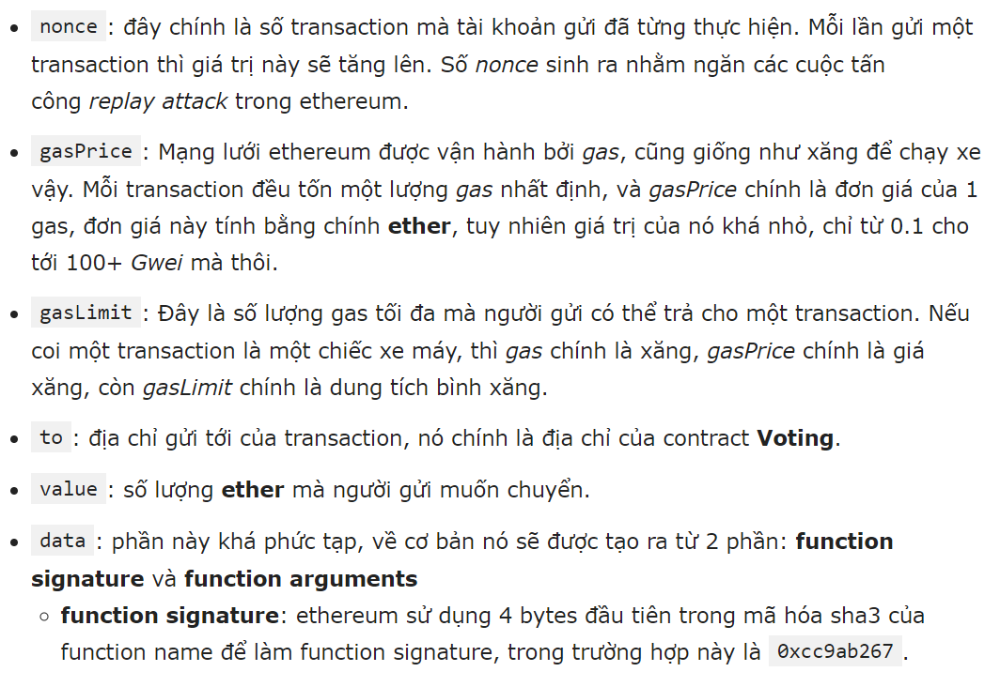 nonce : đây chính là số transaction mà tài khoản gửi đã từng thực hiện. Mỗi lần gửi một
transaction thì giá trị này sẽ tăng lên. Số nonce sinh ra nhằm ngăn các cuộc tấn
công replay attack trong ethereum.
gasPrice : Mạng lưới ethereum được vận hành bởi gas, cũng giống như xăng để chạy xe
vậy. Mỗi transaction đều tốn một lượng gas nhất định, và gasPrice chính là đơn giá của 1
gas, đơn giá này tính bằng chính ether, tuy nhiên giá trị của nó khá nhỏ, chỉ từ 0.1 cho
tới 100+ Gwei mà thôi.
gasLimit : Đây là số lượng gas tối đa mà người gửi có thể trả cho một transaction. Nếu
coi một transaction là một chiếc xe máy, thì gas chính là xăng, gasPrice chính là giá
xăng, còn gasLimit chính là dung tích bình xăng.
to : địa chỉ gửi tới của transaction, nó chính là địa chỉ của contract Voting.
value : số lượng ether mà người gửi muốn chuyển.
data : phần này khá phức tạp, về cơ bản nó sẽ được tạo ra từ 2 phần: function
signature và function arguments
function signature: ethereum sử dụng 4 bytes đầu tiên trong mã hóa sha3 của
function name để làm function signature, trong trường hợp này là 0xcc9ab267 .